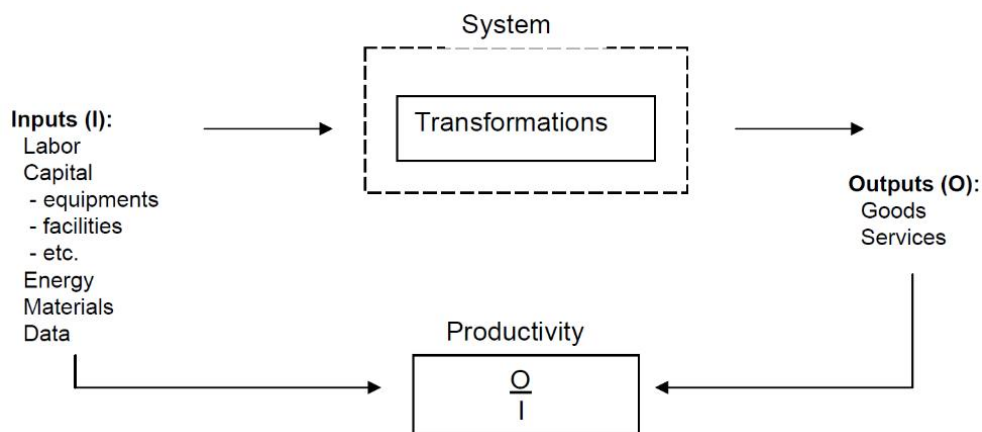 System
Transformations
Inputs (I):
Labor
Capital
- equipments
- facilities
- etc.
Energy
Materials
Data
Outputs (O):
Goods
Services
Productivity
O
I